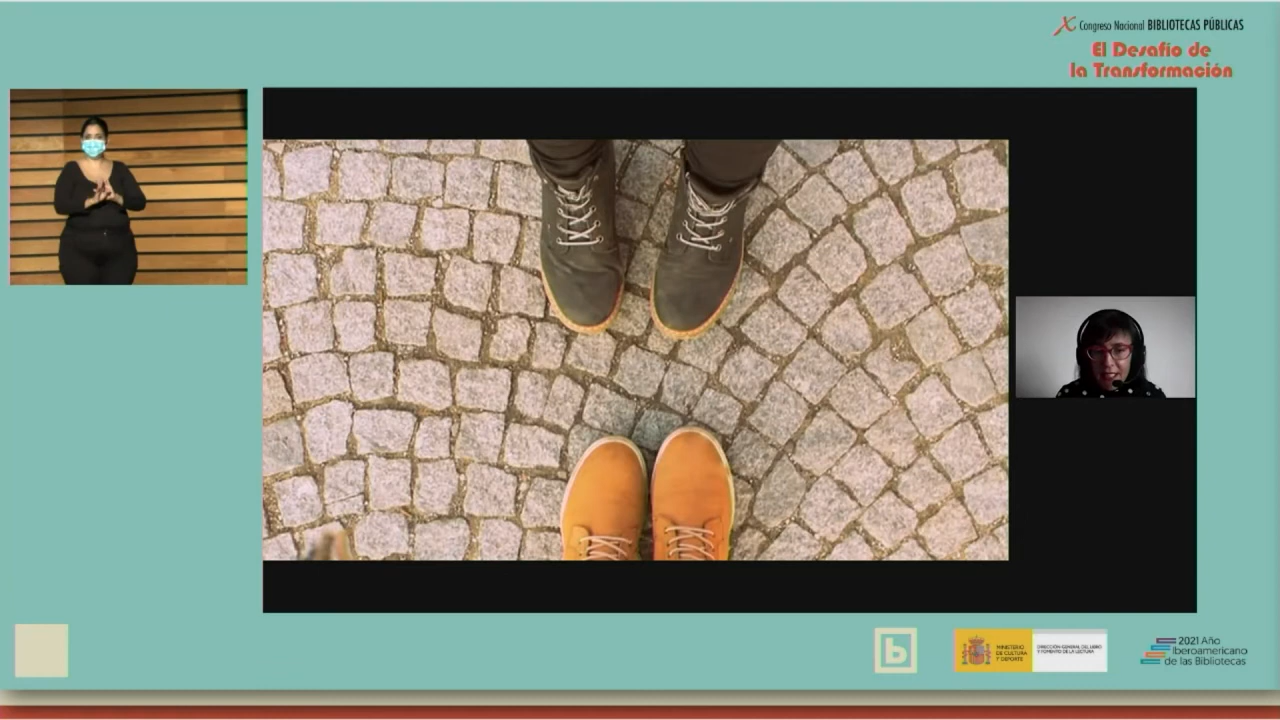 X Congreso Nacional BIBLIOTECAS PÚBLICAS
El Desafío de
la Transformación
b
MINISTERIO
DE CULTURA
Y DEPORTE
DIRECCIÓN GENERAL DEL LIBRO
Y FOMENTO DE LA LECTURA
2021 Año
Iberoamericano
de las Bibliotecas